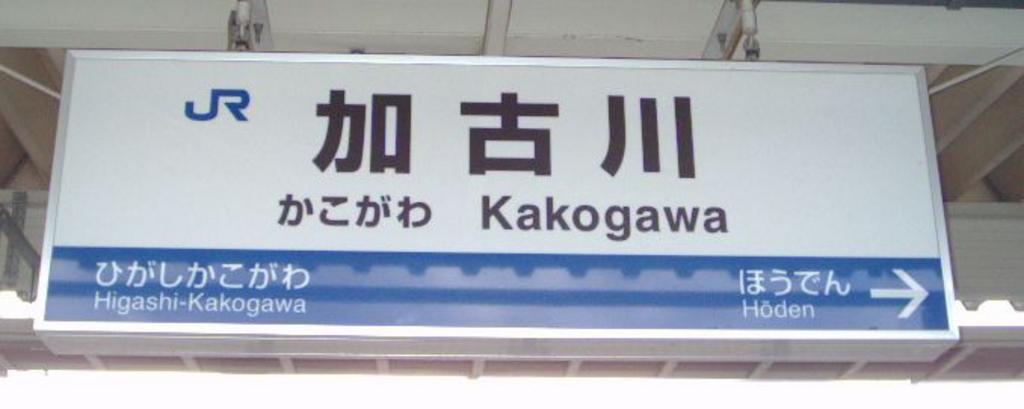 JR 加古川
かこがわ Kakogawa
ひがしかこがわ ほうでん →
Higashi-Kakogawa Hōden